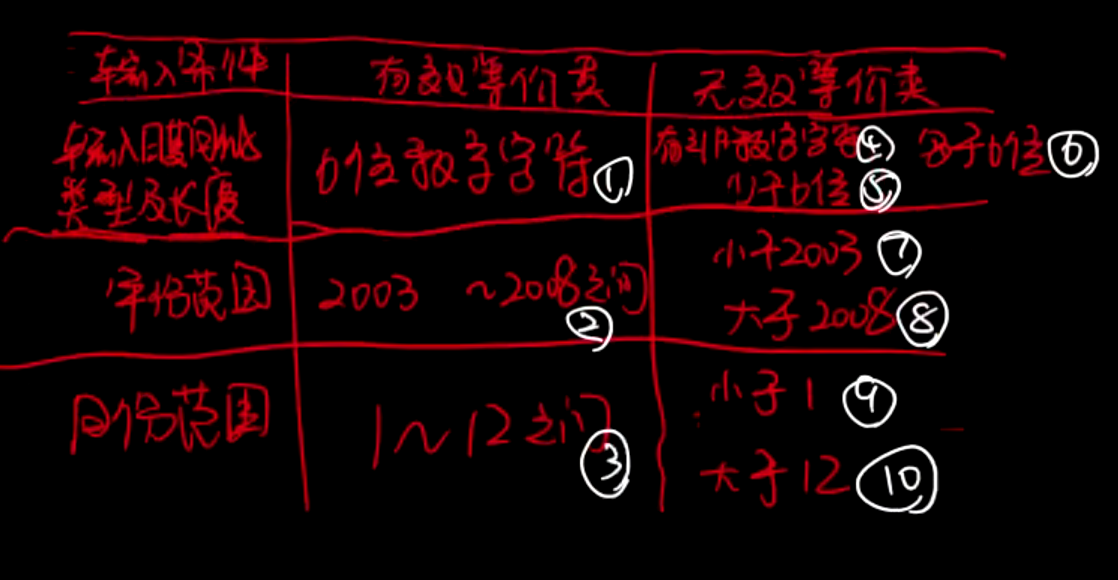 输入条件 有效等价类 无效等价类
输入日期的 6位数字字符① 有非数字字符④ 多于6位⑥
类型及长度 少于6位⑤
年份范围 2003 ~2008之间② 小于2003⑦
大于2008⑧
月份范围 1~12之间③ 小于1⑨
大于12⑩